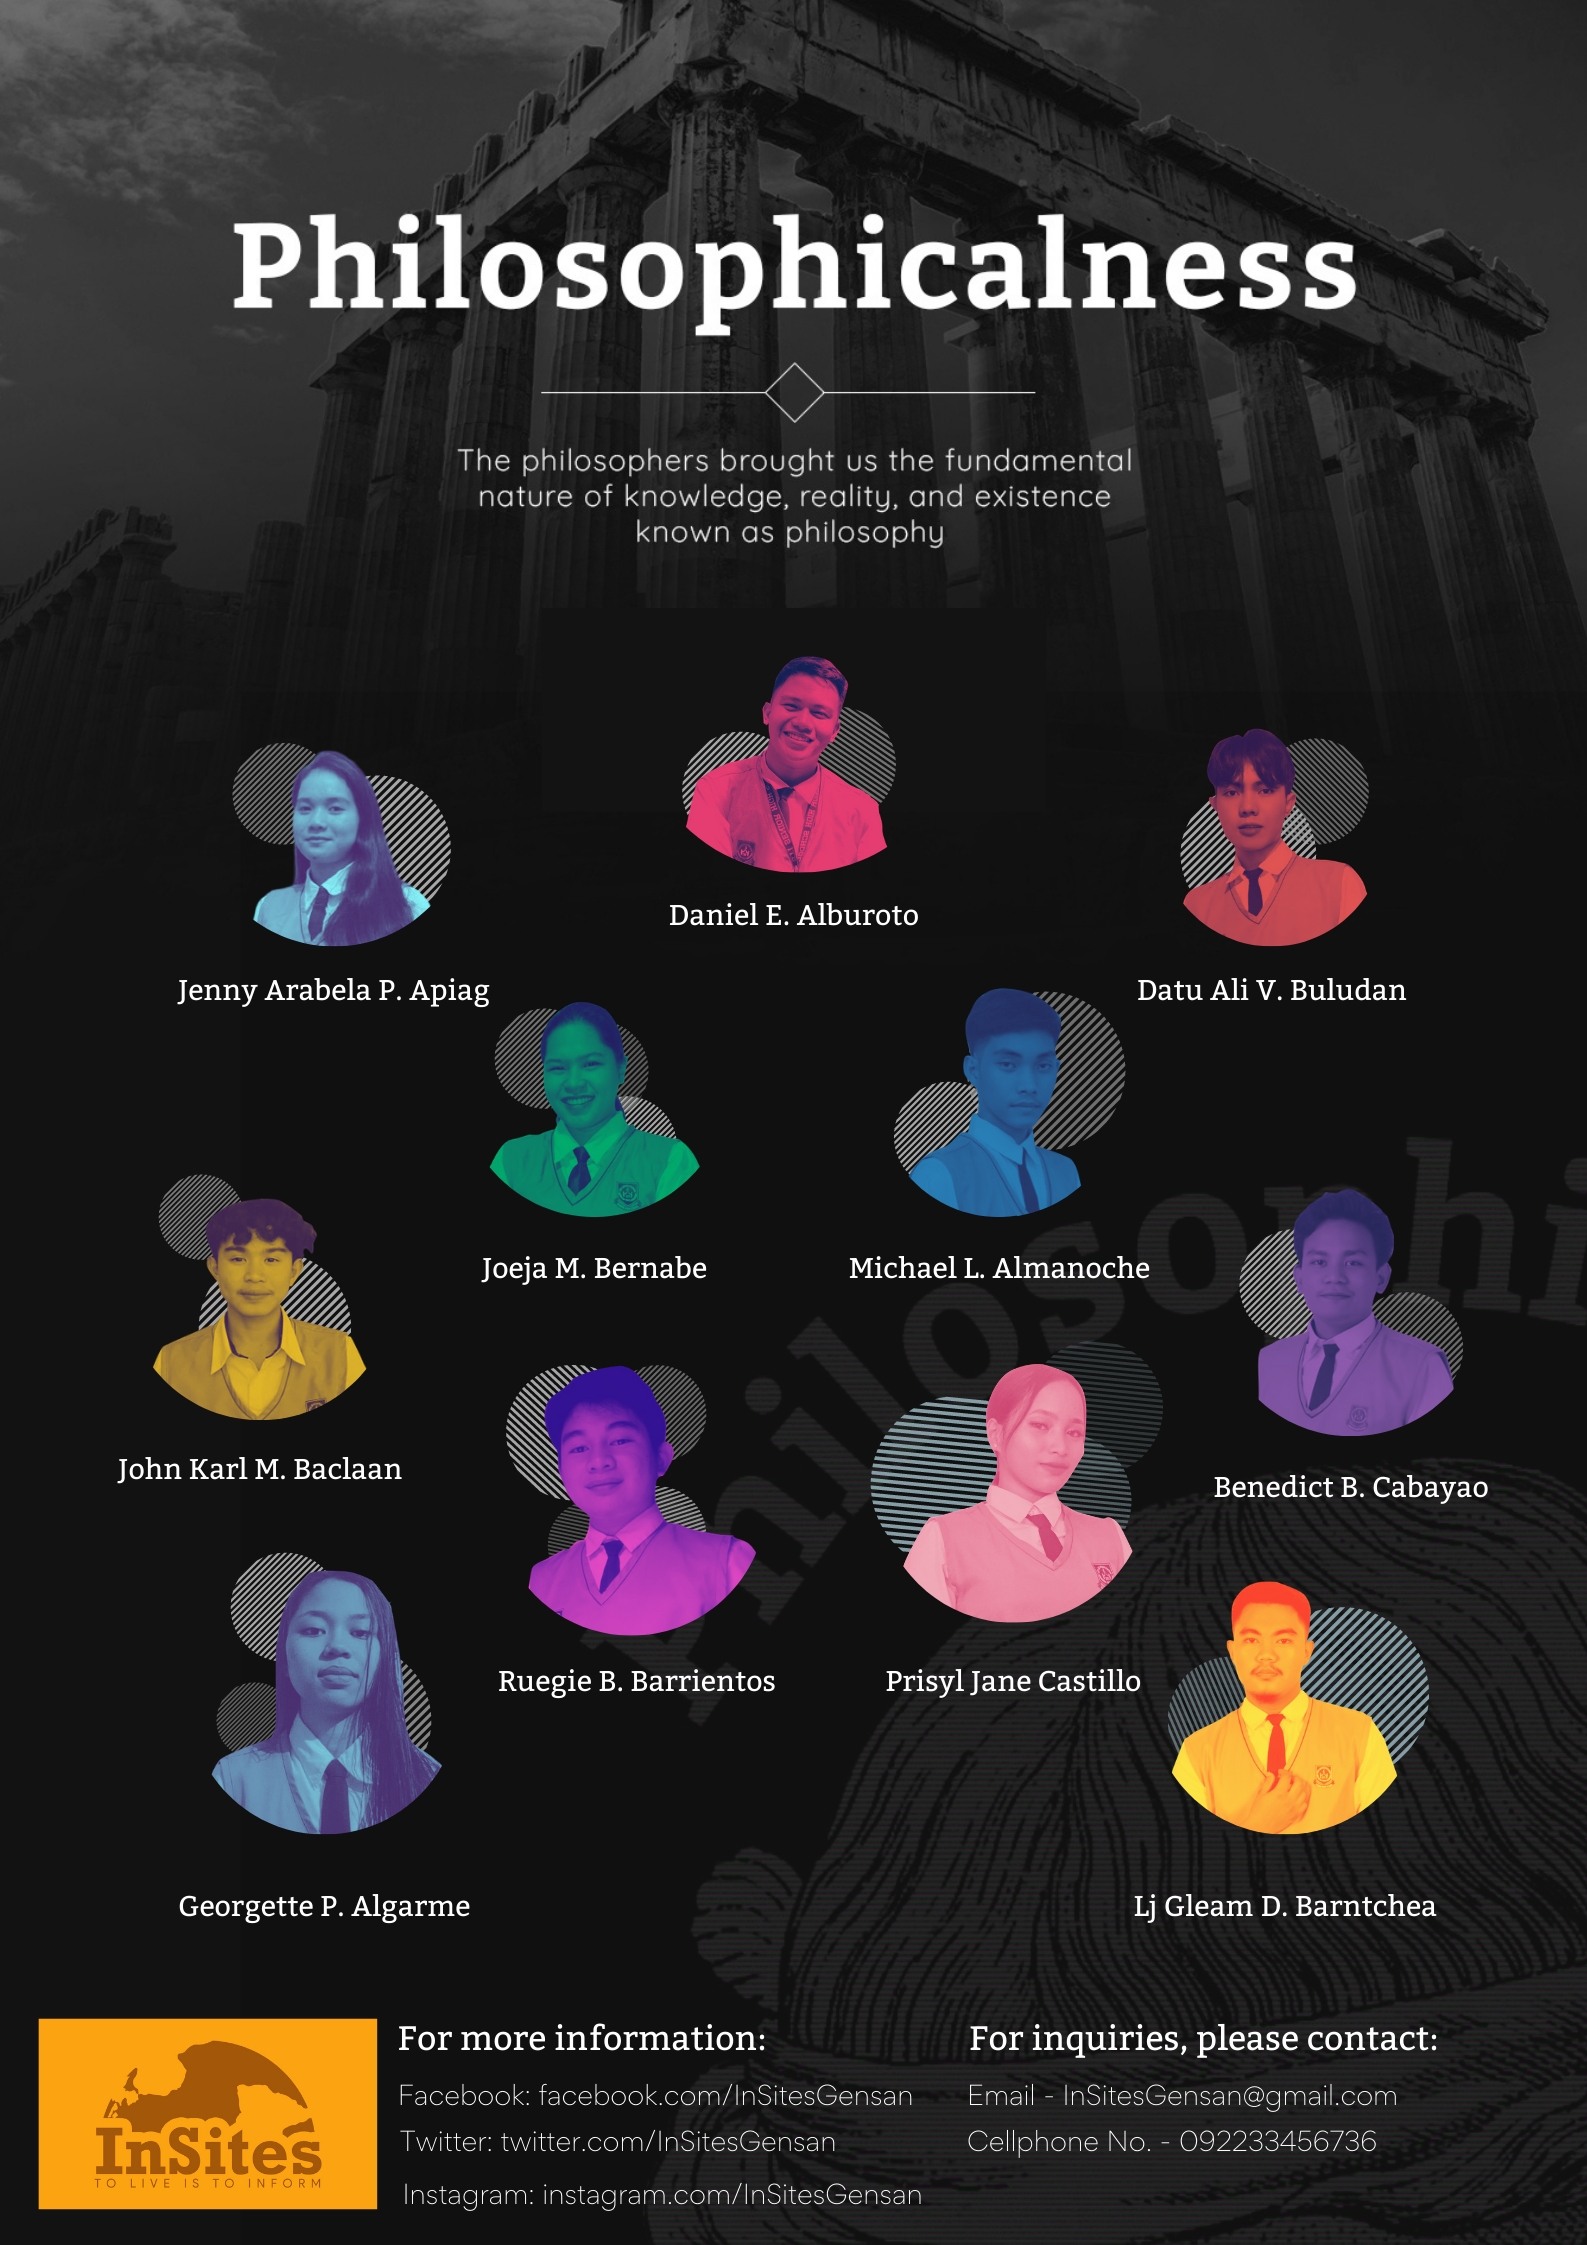 Philosophicalness
The philosophers brought us the fundamental
nature of knowledge, reality, and existence
known as philosophy
Daniel E. Alburoto
Jenny Arabela P. Apiag
Datu Ali V. Buludan
Joeja M. Bernabe
Michael L. Almanoche
John Karl M. Baclaan
Benedict B. Cabayao
Ruegie B. Barrientos
Prisyl Jane Castillo
Georgette P. Algarme
Lj Gleam D. Barntchea
Philosophi
InSites
TO LIVE IS TO INFORM
For more information:
Facebook: facebook.com/InSitesGensan
Twitter: twitter.com/InSitesGensan
Instagram: instagram.com/InSitesGensan
For inquiries, please contact:
Email - InSitesGensan@gmail.com
Cellphone No. - 092233456736